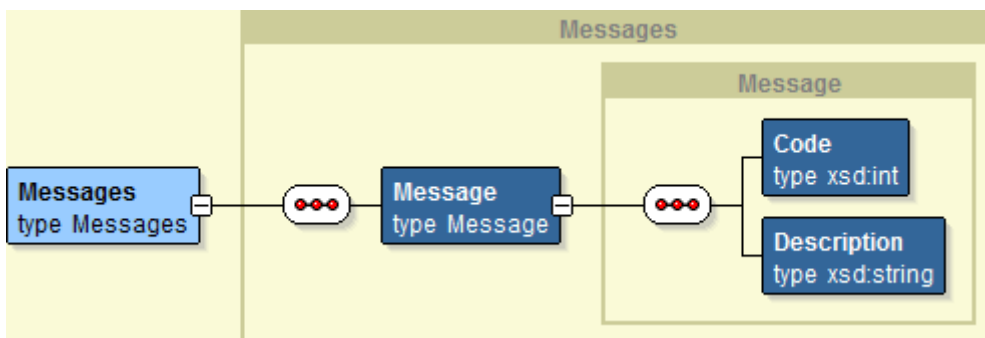 Messages
Message
Messages
type Messages
Message
type Message
Code
type xsd:int
Description
type xsd:string